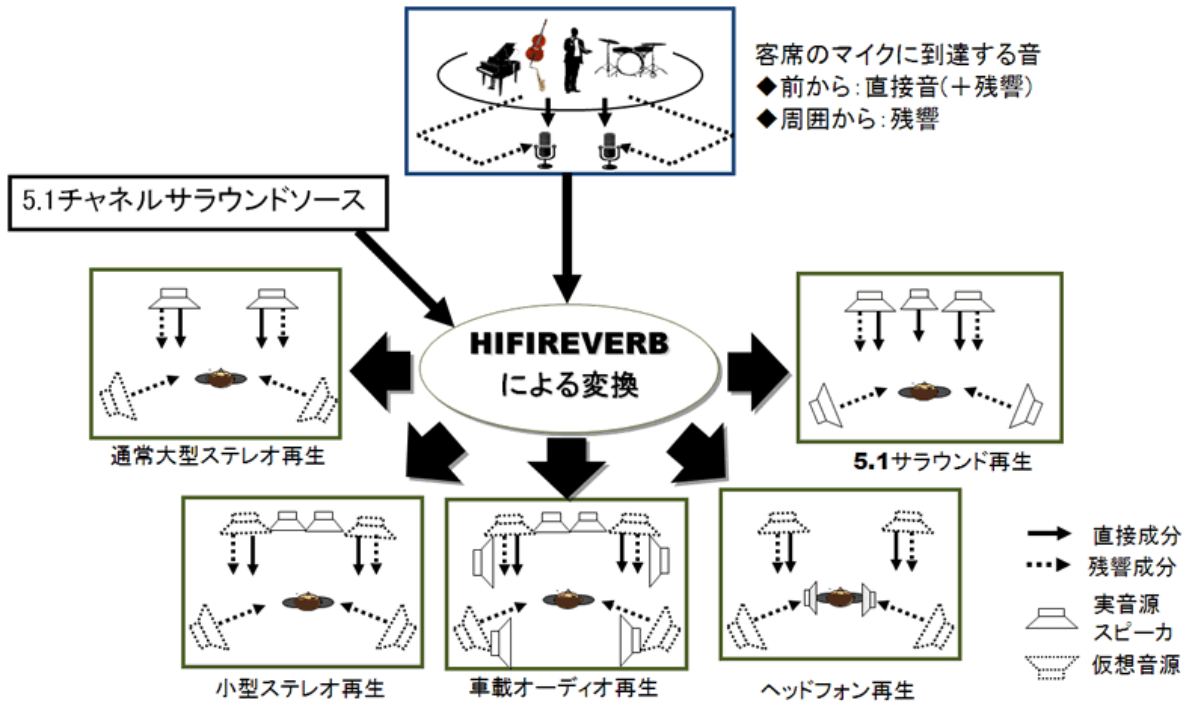 客席のマイクに到達する音
◆前から:直接音(＋残響)
◆周囲から:残響
5.1チャネルサラウンドソース
HIFIREVERB
による変換
通常大型ステレオ再生
5.1サラウンド再生
小型ステレオ再生
車載オーディオ再生
ヘッドフォン再生
直接成分
残響成分
実音源
スピーカ
仮想音源